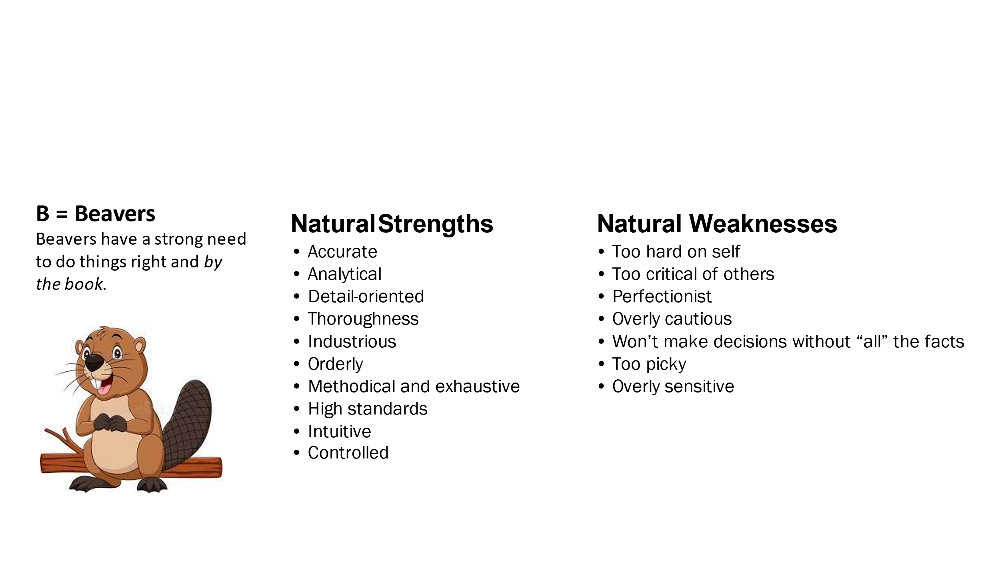 B = Beavers
Beavers have a strong need
to do things right and by
the book.
Natural Strengths
• Accurate
• Analytical
• Detail-oriented
• Thoroughness
• Industrious
• Orderly
• Methodical and exhaustive
• High standards
• Intuitive
• Controlled
Natural Weaknesses
• Too hard on self
• Too critical of others
• Perfectionist
• Overly cautious
• Won’t make decisions without “all” the facts
• Too picky
• Overly sensitive